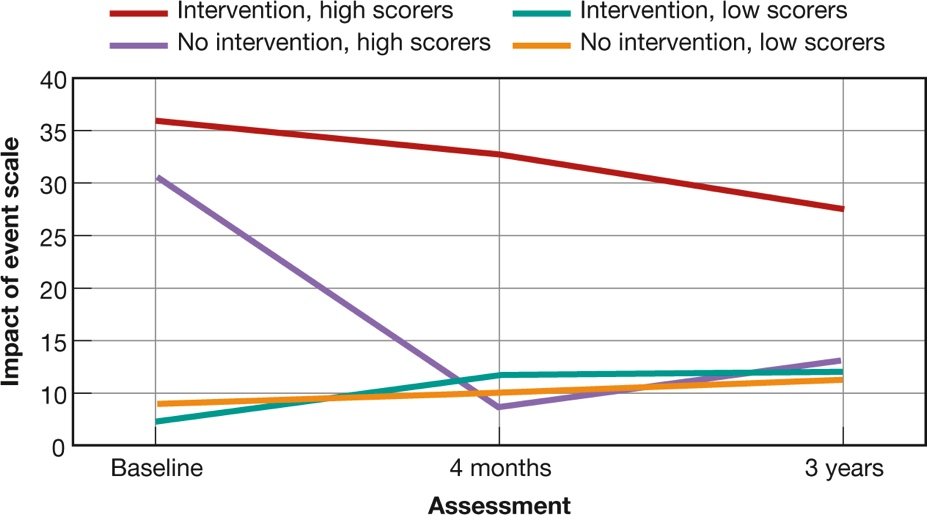 Intervention, high scorers
Intervention, low scorers
No intervention, high scorers
No intervention, low scorers
40
35
30
25
20
15
10
0
Impact of event scale
Baseline
4 months
3 years
Assessment